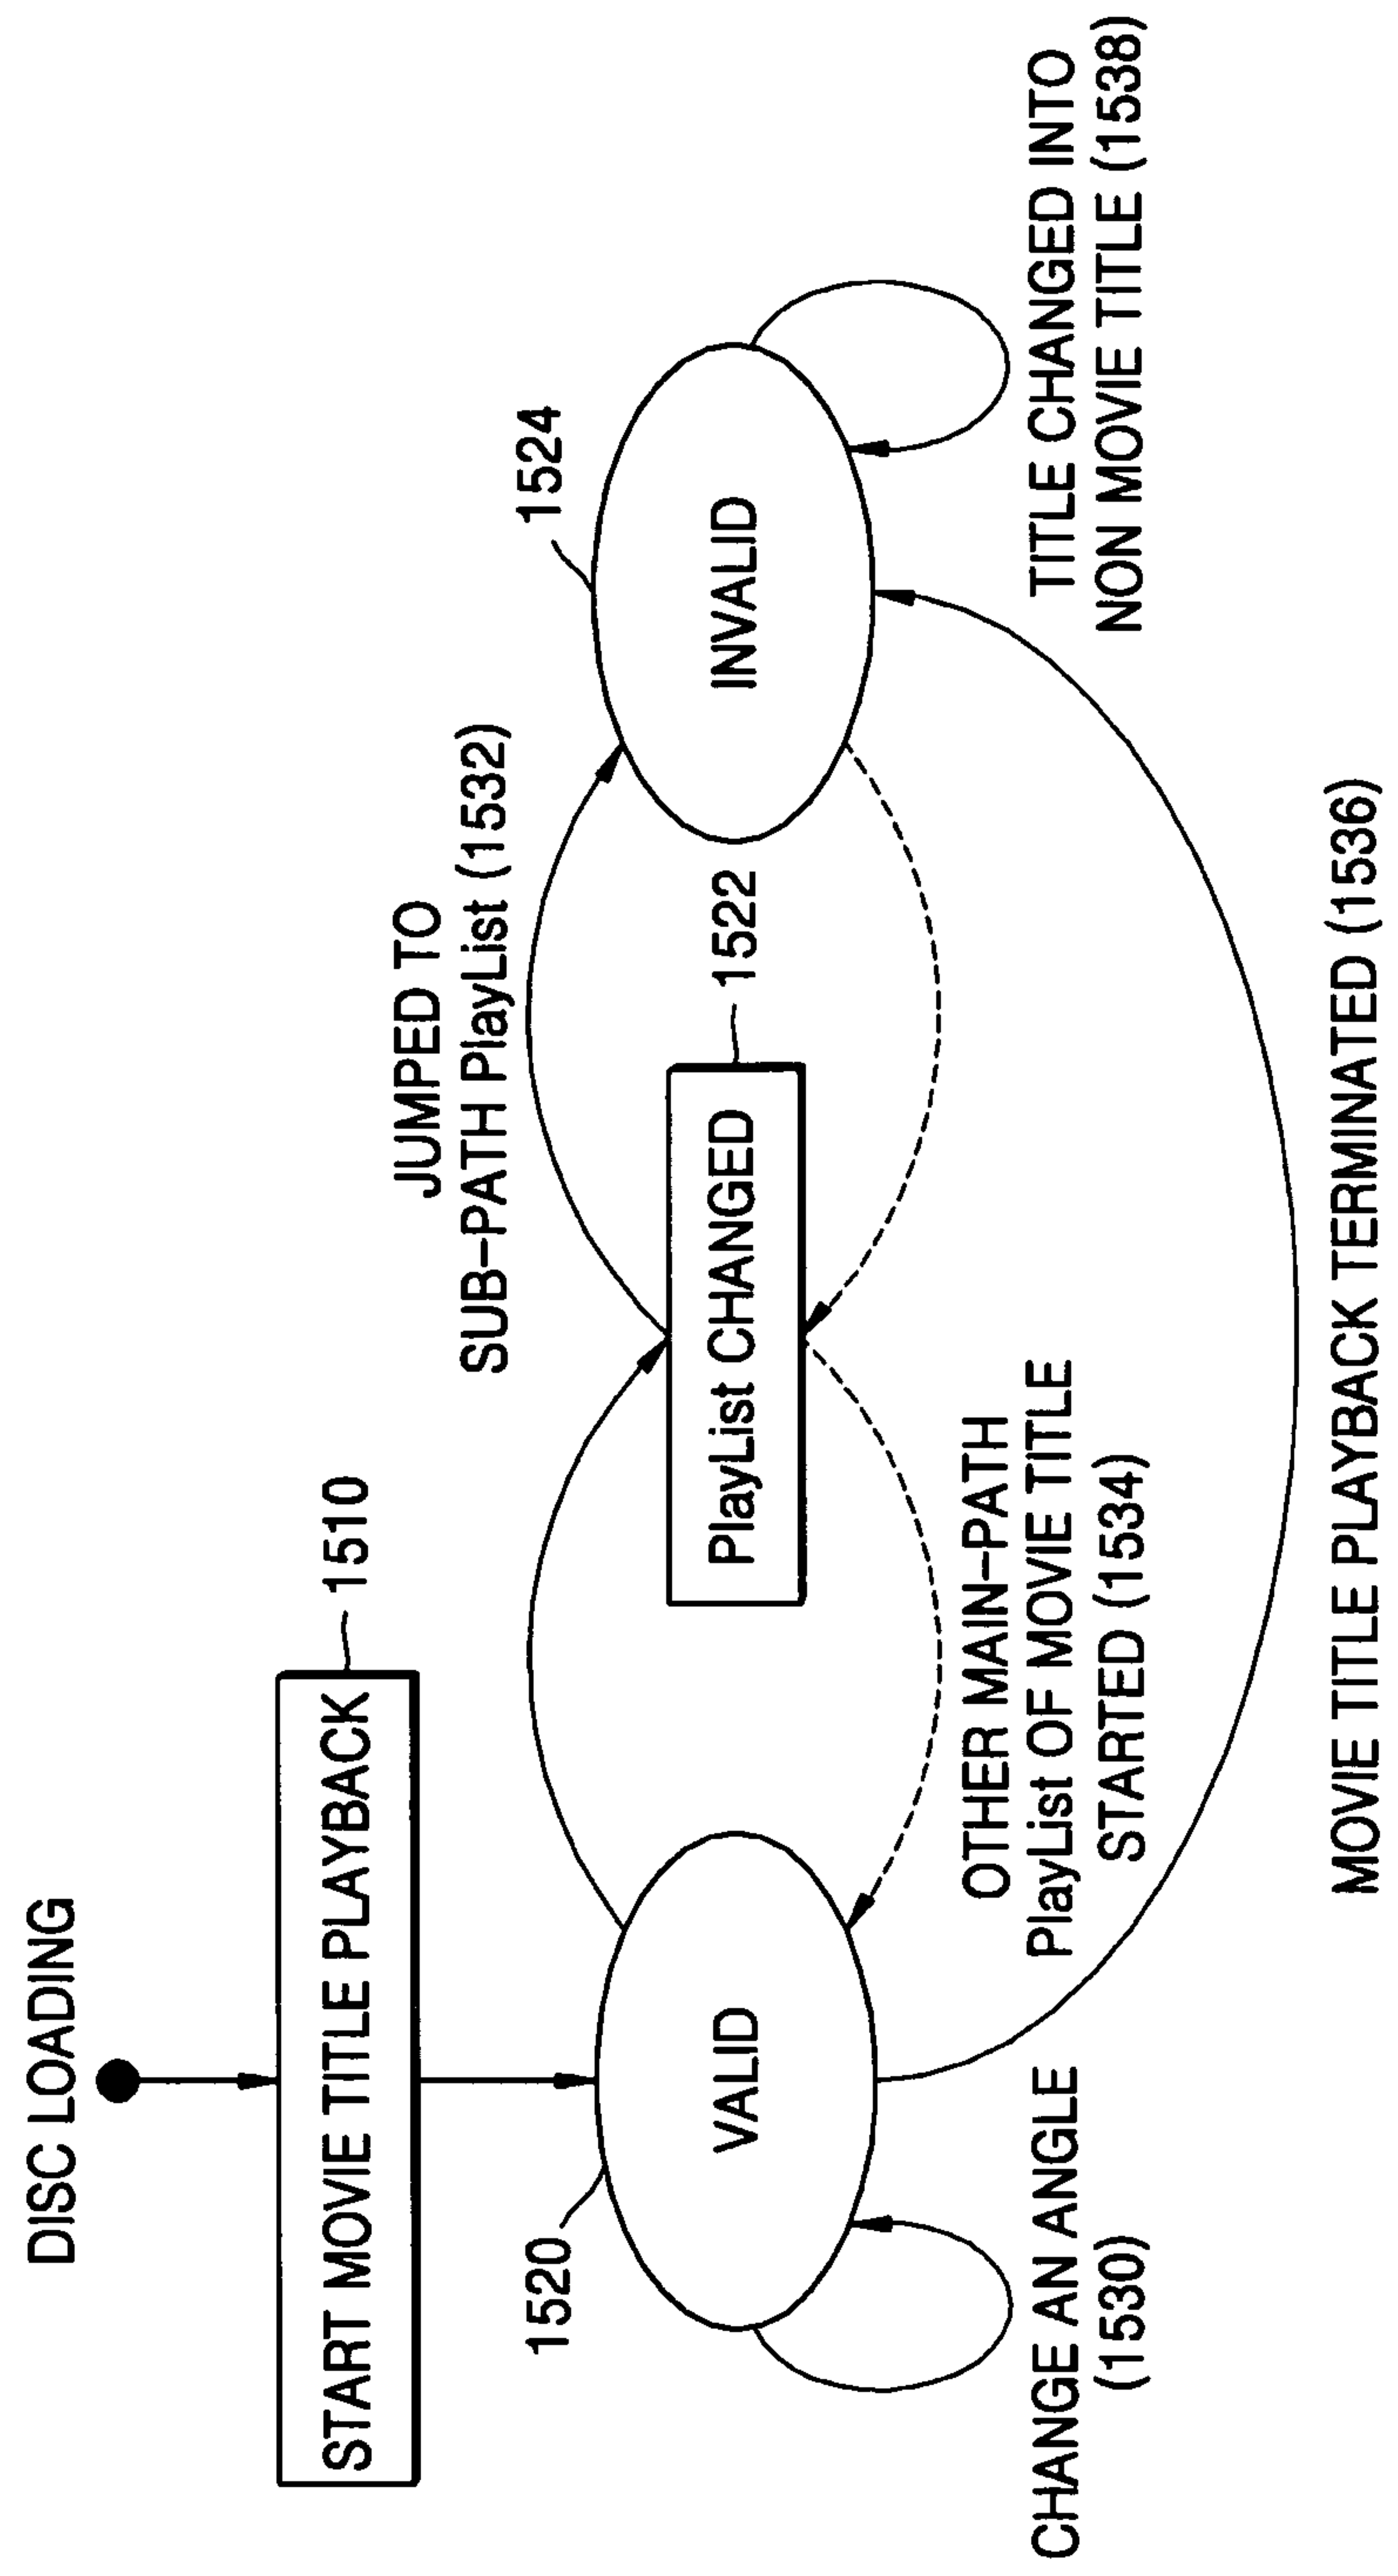 DISC LOADING
START MOVIE TITLE PLAYBACK
1510
1520
VALID
CHANGE AN ANGLE
(1530)
PlayList CHANGED
1522
JUMPED TO
SUB-PATH PlayList (1532)
OTHER MAIN-PATH
PlayList OF MOVIE TITLE
STARTED (1534)
1524
INVALID
TITLE CHANGED INTO
NON MOVIE TITLE (1538)
MOVIE TITLE PLAYBACK TERMINATED (1536)